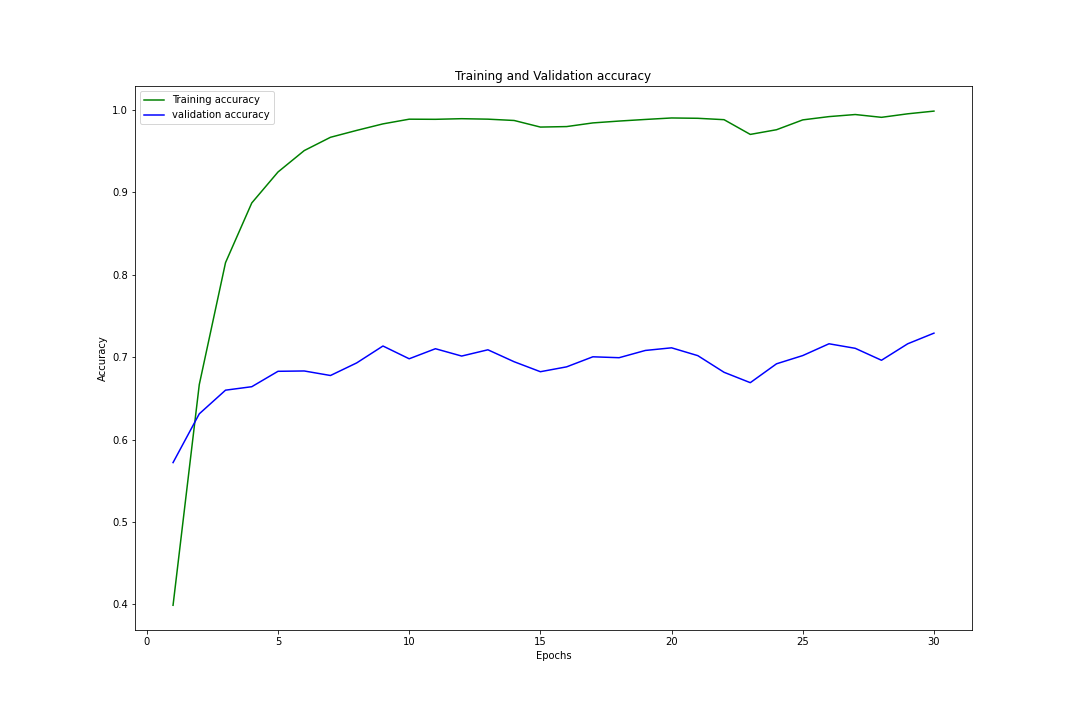 Training and Validation accuracy
Training accuracy
validation accuracy
1.0
0.9
0.8
0.7
0.6
0.5
0.4
Accuracy
0 5 10 15 20 25 30
Epochs